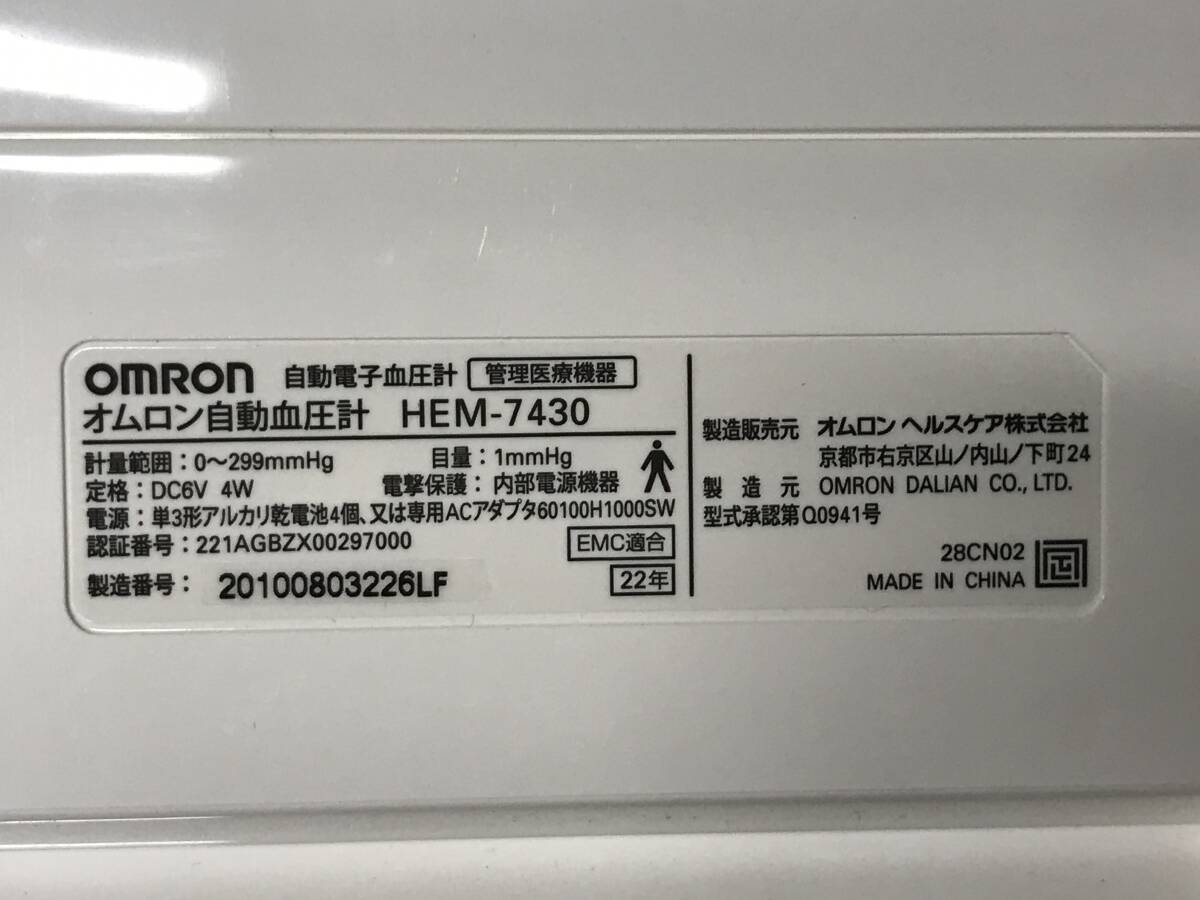 OMRON 自動電子血圧計 管理医療機器
オムロン自動血圧計 HEM-7430
計量範囲：0～299mmHg 目量：1mmHg
定格：DC6V 4W 電撃保護：内部電源機器
電源：単3形アルカリ乾電池4個、又は専用ACアダプタ60100H1000SW
認証番号：221AGBZX00297000 EMC適合
製造番号： 20100803226LF 22年
製造販売元 オムロン ヘルスケア株式会社
京都市右京区山ノ内山ノ下町24
製造元 OMRON DALIAN CO., LTD.
型式承認第Q0941号
28CN02
MADE IN CHINA 正